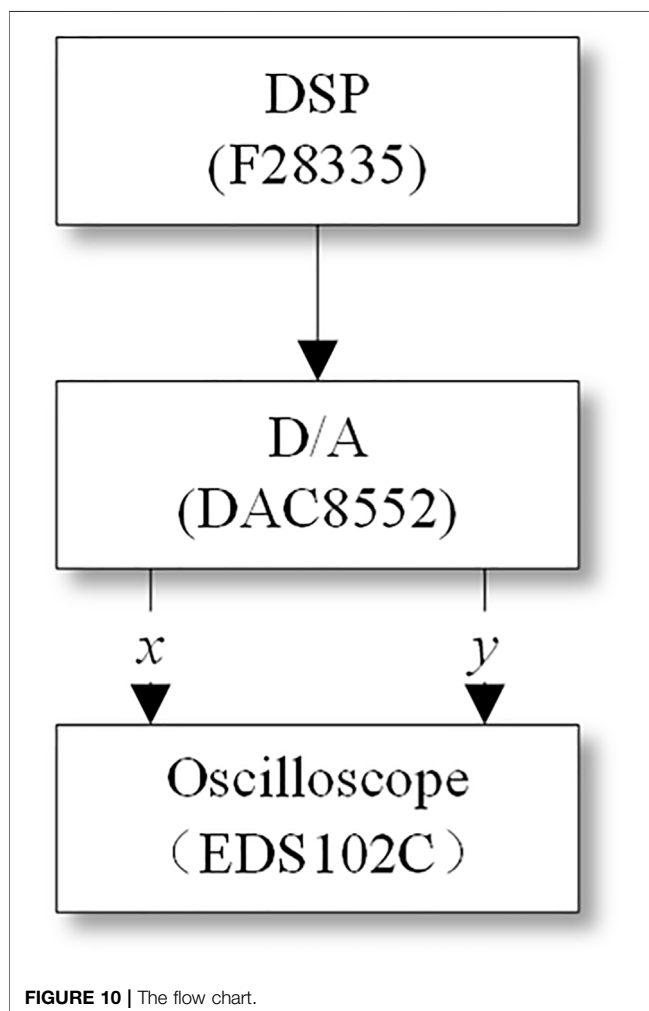 DSP
(F28335)
D/A
(DAC8552)
x y
Oscilloscope
（EDS102C）
FIGURE 10 | The flow chart.